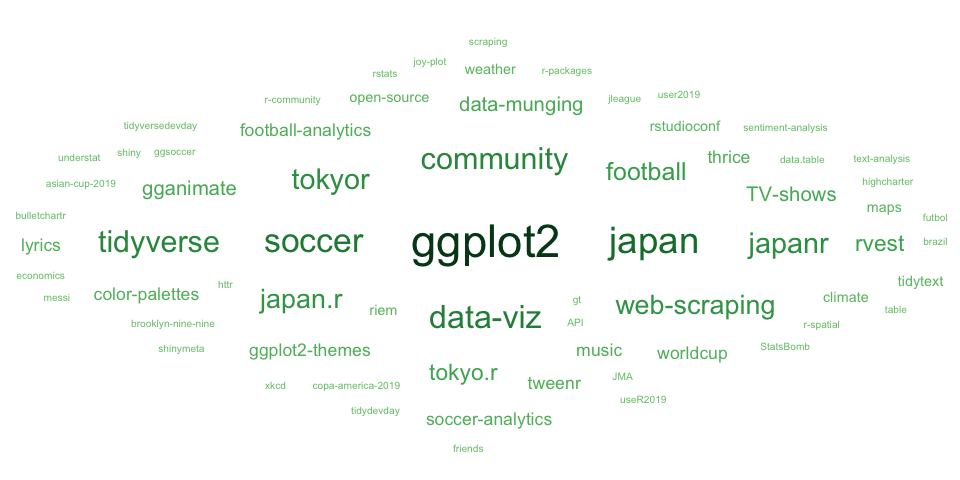 scraping
joy-plot
rstats
weather
r-packages
r-community
open-source
data-munging
jleague
user2019
tidyversedevday
football-analytics
rstudioconf
sentiment-analysis
understat
shiny
ggsoccer
community
thrice
data.table
text-analysis
asian-cup-2019
gganimate
tokyor
football
TV-shows
highcharter
maps
bulletchartr
futbol
lyrics
tidyverse
soccer
ggplot2
japan
japanr
rvest
brazil
economics
messi
color-palettes
httr
japan.r
riem
data-viz
gt
API
web-scraping
climate
tidytext
table
brooklyn-nine-nine
r-spatial
shinymeta
ggplot2-themes
music
worldcup
StatsBomb
xkcd
copa-america-2019
tokyo.r
tweenr
JMA
useR2019
tidydevday
soccer-analytics
friends